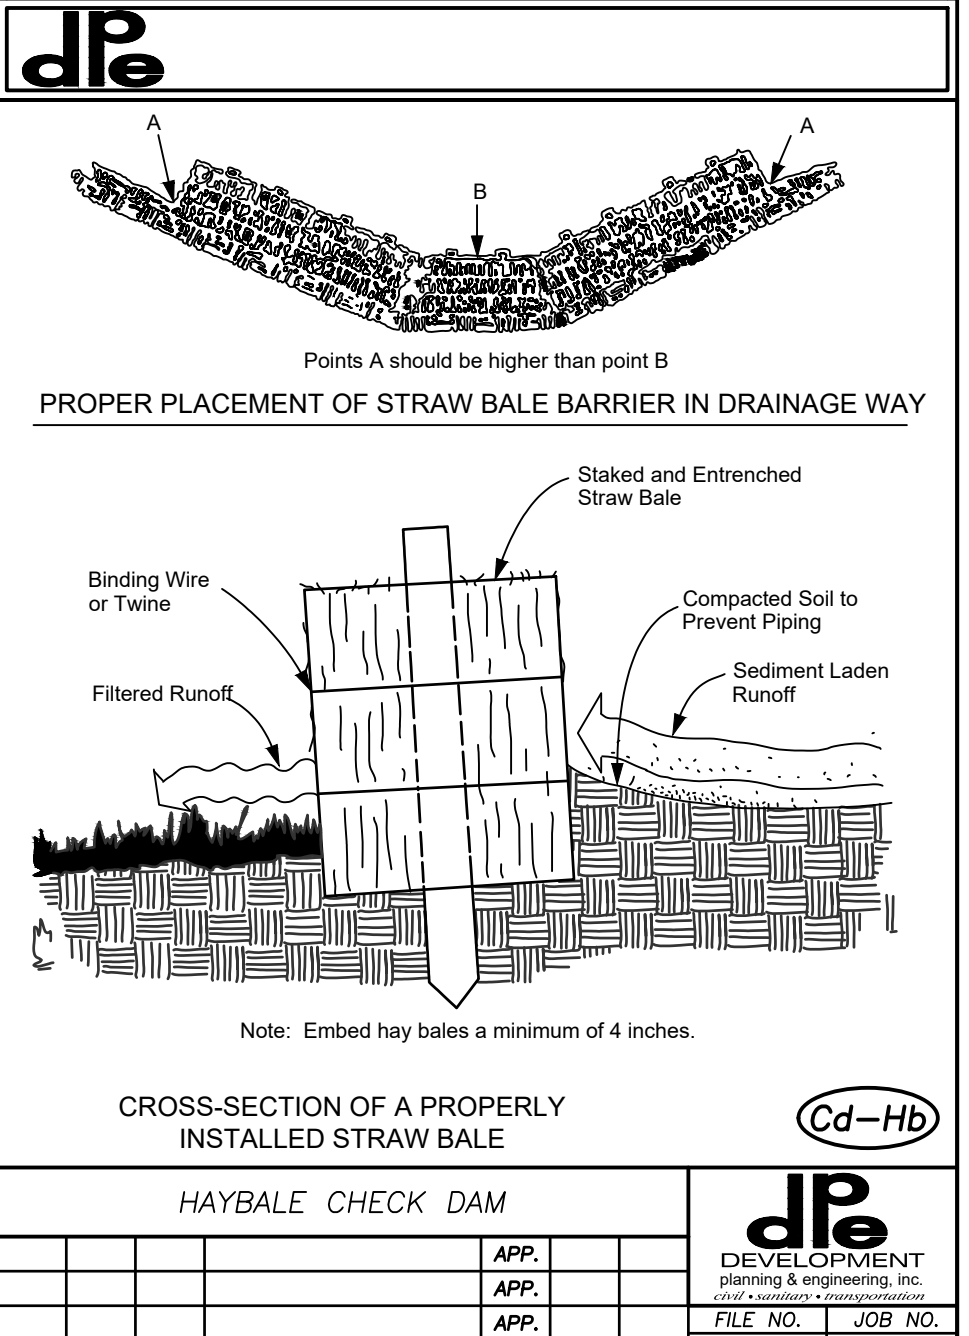 dpe
A
A
B
Points A should be higher than point B
PROPER PLACEMENT OF STRAW BALE BARRIER IN DRAINAGE WAY
Staked and Entrenched
Straw Bale
Binding Wire
or Twine
Compacted Soil to
Prevent Piping
Sediment Laden
Runoff
Filtered Runoff
Note: Embed hay bales a minimum of 4 inches.
CROSS-SECTION OF A PROPERLY
INSTALLED STRAW BALE
Cd-Hb
HAYBALE CHECK DAM
dpe
DEVELOPMENT
planning & engineering, inc.
civil • sanitary • transportation
APP.
APP.
APP.
FILE NO.
JOB NO.